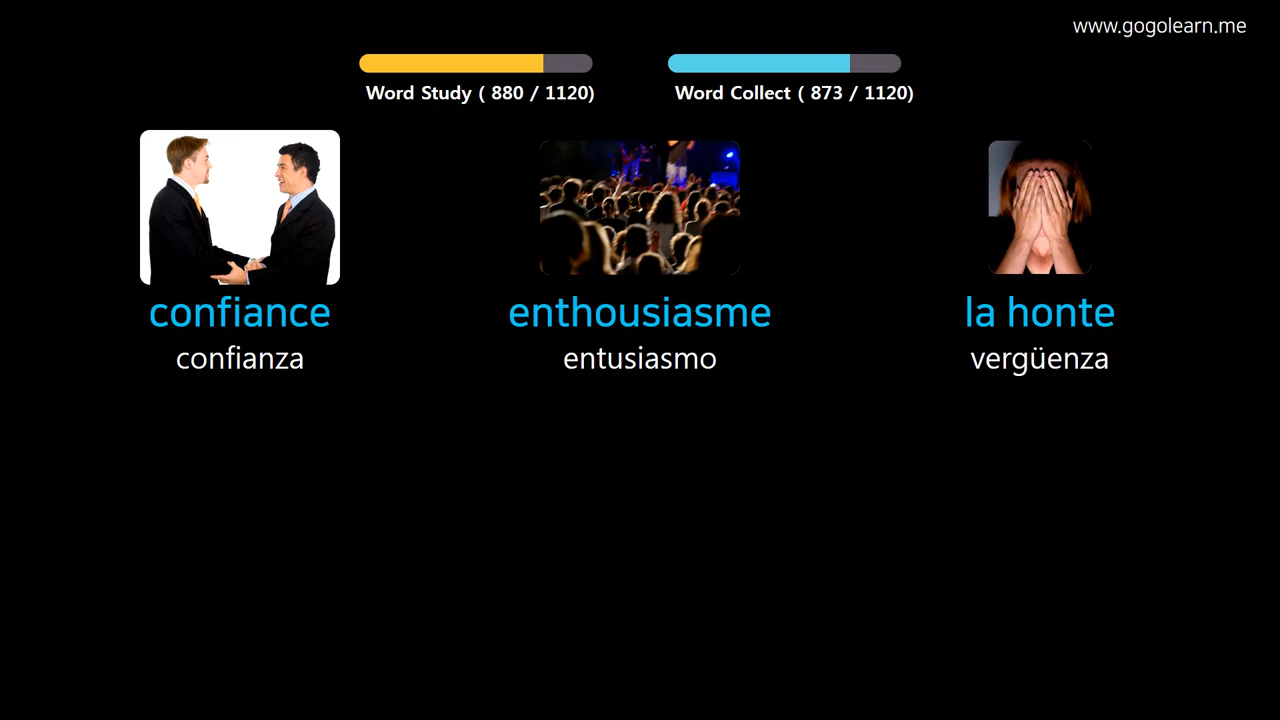 www.gogolearn.me
Word Study ( 880 / 1120)
Word Collect ( 873 / 1120)
confiance
enthousiasme
la honte
confianza
entusiasmo
vergüenza